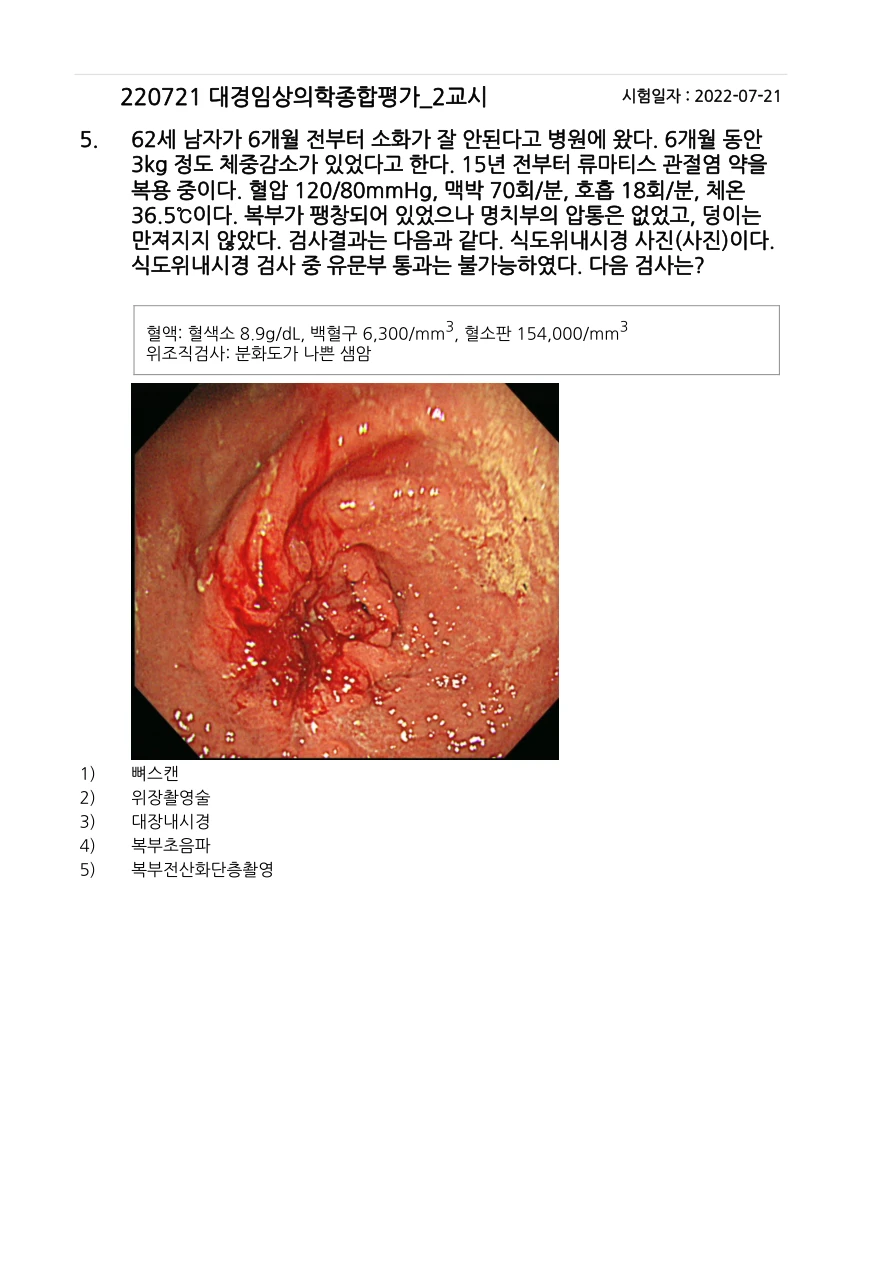 220721 대경임상의학종합평가_2교시
시험일자 : 2022-07-21
5. 62세 남자가 6개월 전부터 소화가 잘 안된다고 병원에 왔다. 6개월 동안
3kg 정도 체중감소가 있었다고 한다. 15년 전부터 류마티스 관절염 약을
복용 중이다. 혈압 120/80mmHg, 맥박 70회/분, 호흡 18회/분, 체온
36.5℃이다. 복부가 팽창되어 있었으나 명치부의 압통은 없었고, 덩이는
만져지지 않았다. 검사결과는 다음과 같다. 식도위내시경 사진(사진)이다.
식도위내시경 검사 중 유문부 통과는 불가능하였다. 다음 검사는?
혈액: 혈색소 8.9g/dL, 백혈구 6,300/mm³, 혈소판 154,000/mm³
위조직검사: 분화도가 나쁜 샘암
1) 뼈스캔
2) 위장촬영술
3) 대장내시경
4) 복부초음파
5) 복부전산화단층촬영